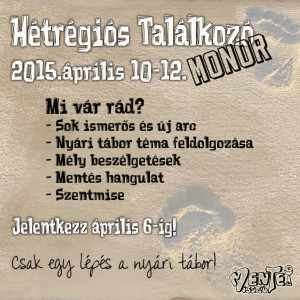 Hétrégiós Találkozó
2015.április 10-12. MONOR
Mi vár rád?
- Sok ismerős és új arc
- Nyári tábor téma feldolgozása
- Mély beszélgetések
- Mentés hangulat
- Szentmise
Jelentkezz április 6-ig!
Csak egy lépés a nyári tábor!